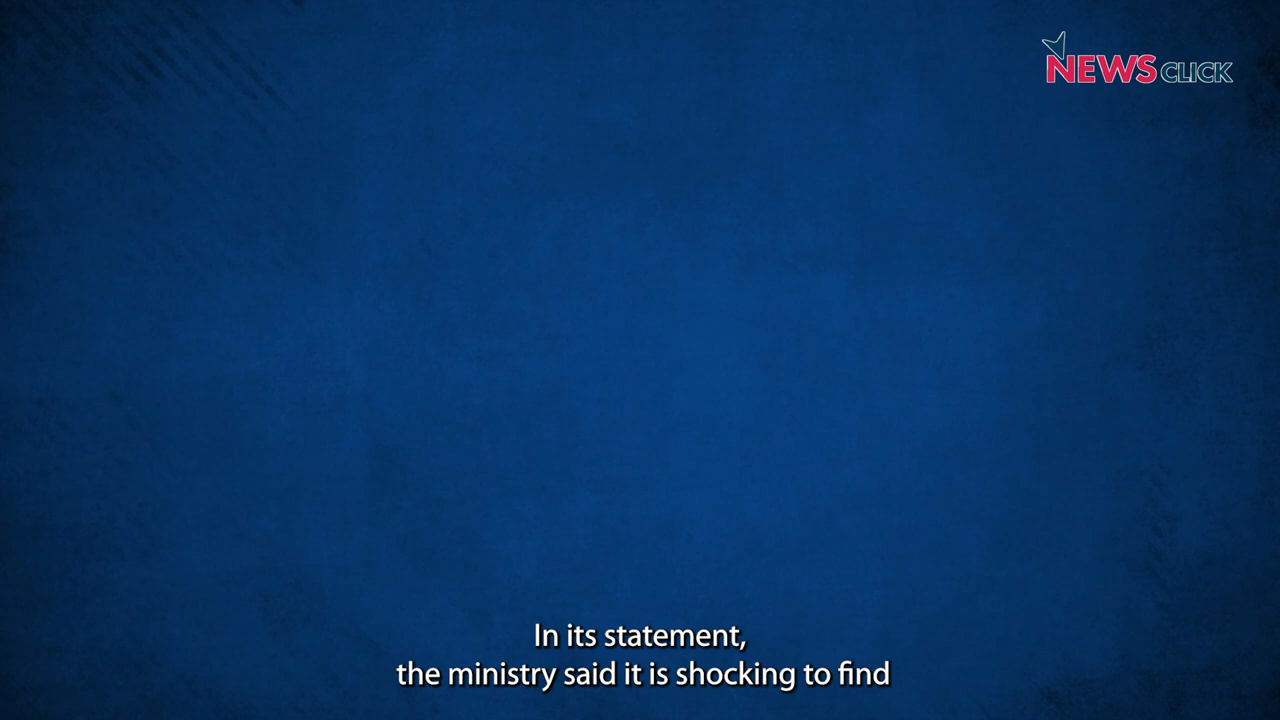 NEWSCLICK
In its statement,
the ministry said it is shocking to find